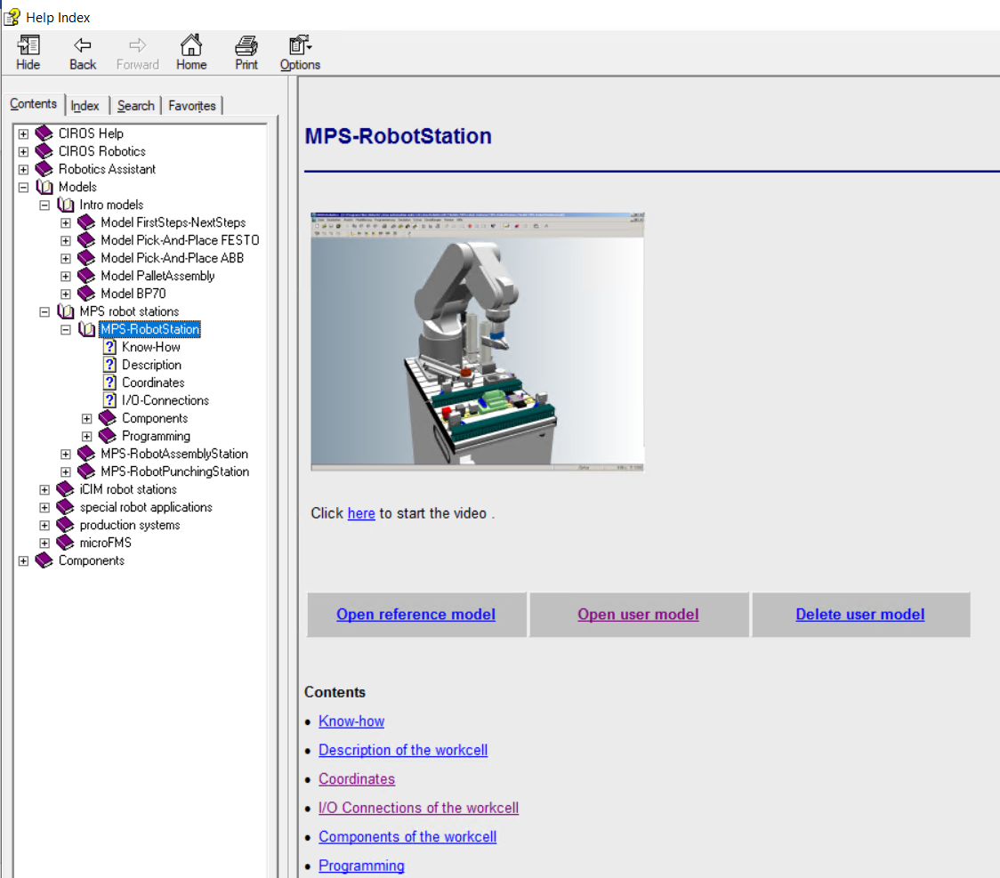 Help Index
Hide Back Forward Home Print Options
Contents Index Search Favorites
CIROS Help
CIROS Robotics
Robotics Assistant
Models
Intro models
Model FirstSteps-NextSteps
Model Pick-And-Place FESTO
Model Pick-And-Place ABB
Model PalletAssembly
Model BP70
MPS robot stations
MPS-RobotStation
Know-How
Description
Coordinates
I/O-Connections
Components
Programming
MPS-RobotAssemblyStation
MPS-RobotPunchingStation
iCIM robot stations
special robot applications
production systems
microFMS
Components
MPS-RobotStation
Click here to start the video .
Open reference model Open user model Delete user model
Contents
• Know-how
• Description of the workcell
• Coordinates
• I/O Connections of the workcell
• Components of the workcell
• Programming